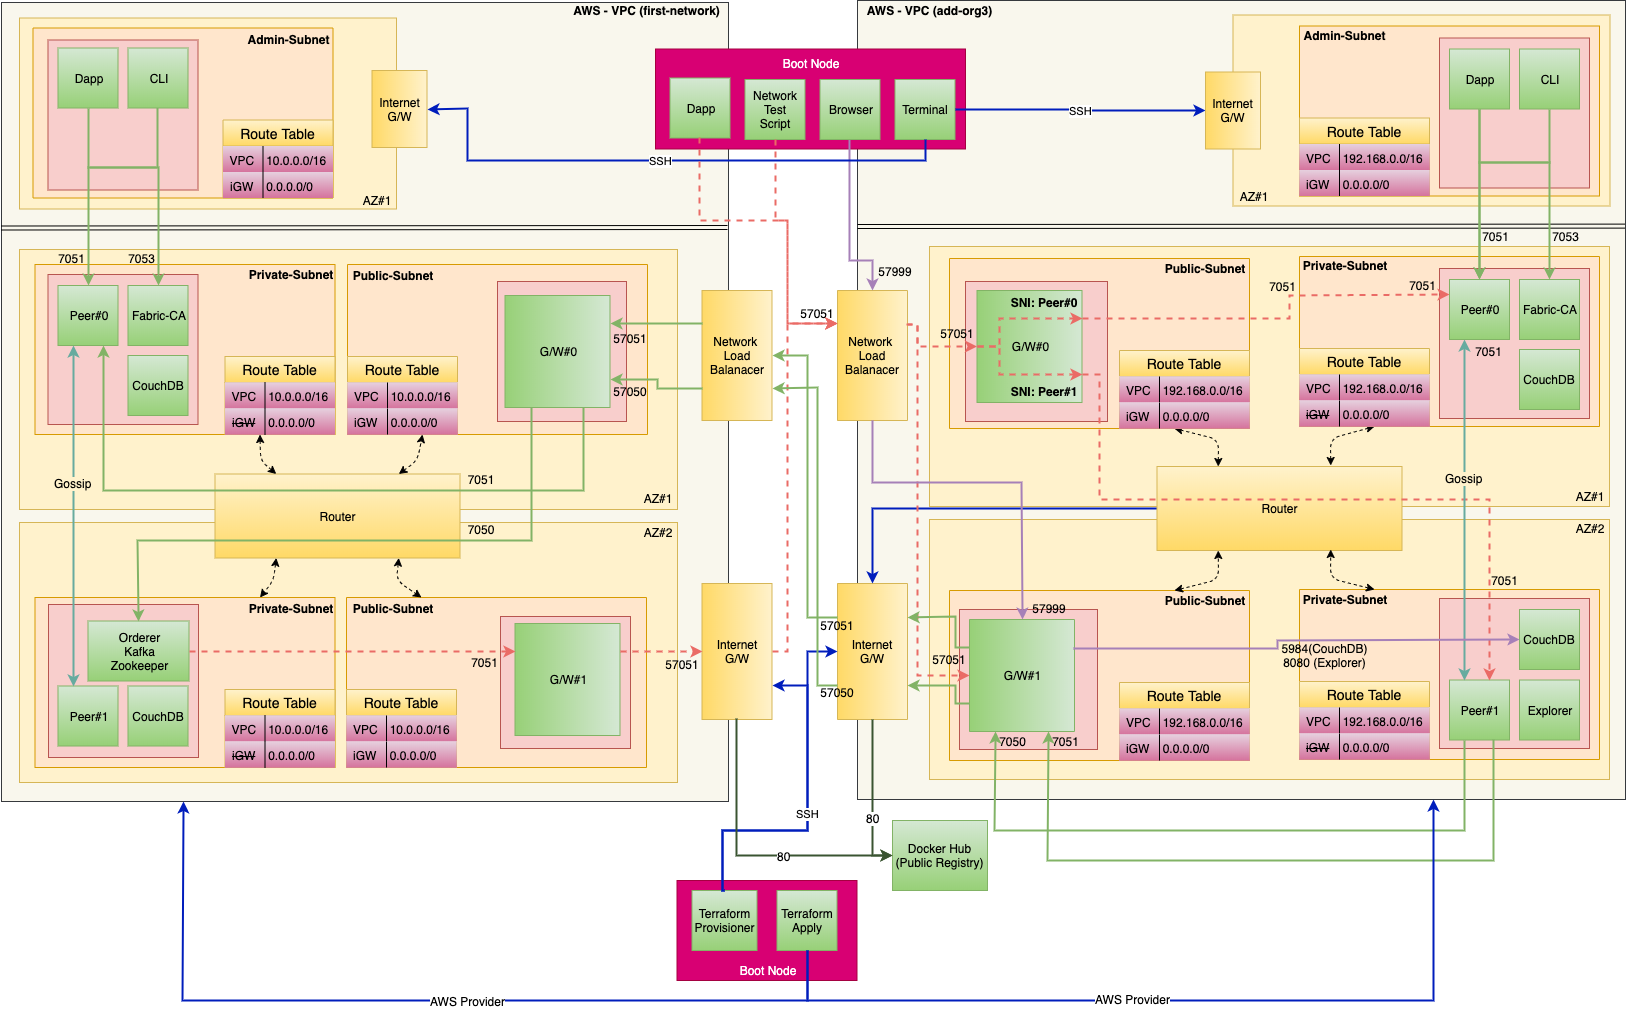 AWS - VPC (first-network)
AWS - VPC (add-org3)
Admin-Subnet
Dapp
CLI
Route Table
VPC 10.0.0.0/16
iGW 0.0.0.0/0
AZ#1
Internet
G/W
Boot Node
Dapp
Network
Test
Script
Browser
Terminal
SSH
SSH
Internet
G/W
Admin-Subnet
Dapp
CLI
Route Table
VPC 192.168.0.0/16
iGW 0.0.0.0/0
AZ#1
7051
7053
Private-Subnet
Peer#0
Fabric-CA
CouchDB
Route Table
VPC 10.0.0.0/16
iGW 0.0.0.0/0
Public-Subnet
Route Table
VPC 10.0.0.0/16
iGW 0.0.0.0/0
G/W#0
57051
57050
7051
AZ#1
Gossip
Router
7050
AZ#2
Private-Subnet
Orderer
Kafka
Zookeeper
Peer#1
CouchDB
Route Table
VPC 10.0.0.0/16
iGW 0.0.0.0/0
Public-Subnet
Route Table
VPC 10.0.0.0/16
iGW 0.0.0.0/0
7051
G/W#1
57051
Network
Load
Balanacer
57051
57999
Network
Load
Balanacer
Internet
G/W
57051
57050
Internet
G/W
57051
Public-Subnet
SNI: Peer#0
G/W#0
SNI: Peer#1
Route Table
VPC 192.168.0.0/16
iGW 0.0.0.0/0
7051
7053
Private-Subnet
7051
7051
Peer#0
Fabric-CA
7051
CouchDB
Route Table
VPC 192.168.0.0/16
iGW 0.0.0.0/0
Gossip
AZ#1
Router
AZ#2
7051
Public-Subnet
57999
57051
G/W#1
7050
7051
Route Table
VPC 192.168.0.0/16
iGW 0.0.0.0/0
Private-Subnet
5984(CouchDB)
8080 (Explorer)
CouchDB
Peer#1
Explorer
Route Table
VPC 192.168.0.0/16
iGW 0.0.0.0/0
SSH
80
80
Docker Hub
(Public Registry)
Terraform
Provisioner
Terraform
Apply
Boot Node
AWS Provider
AWS Provider